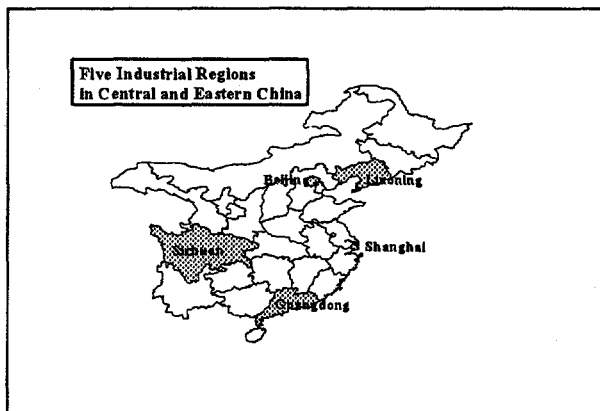 Five Industrial Regions
in Central and Eastern China
Beijing
Liaoning
Sichuan
Shanghai
Guangdong